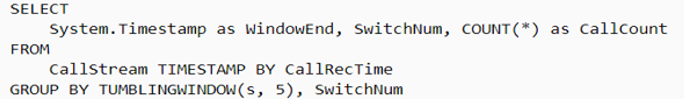 SELECT
    System.Timestamp as WindowEnd, SwitchNum, COUNT(*) as CallCount
FROM
    CallStream TIMESTAMP BY CallRecTime
GROUP BY TUMBLINGWINDOW(s, 5), SwitchNum